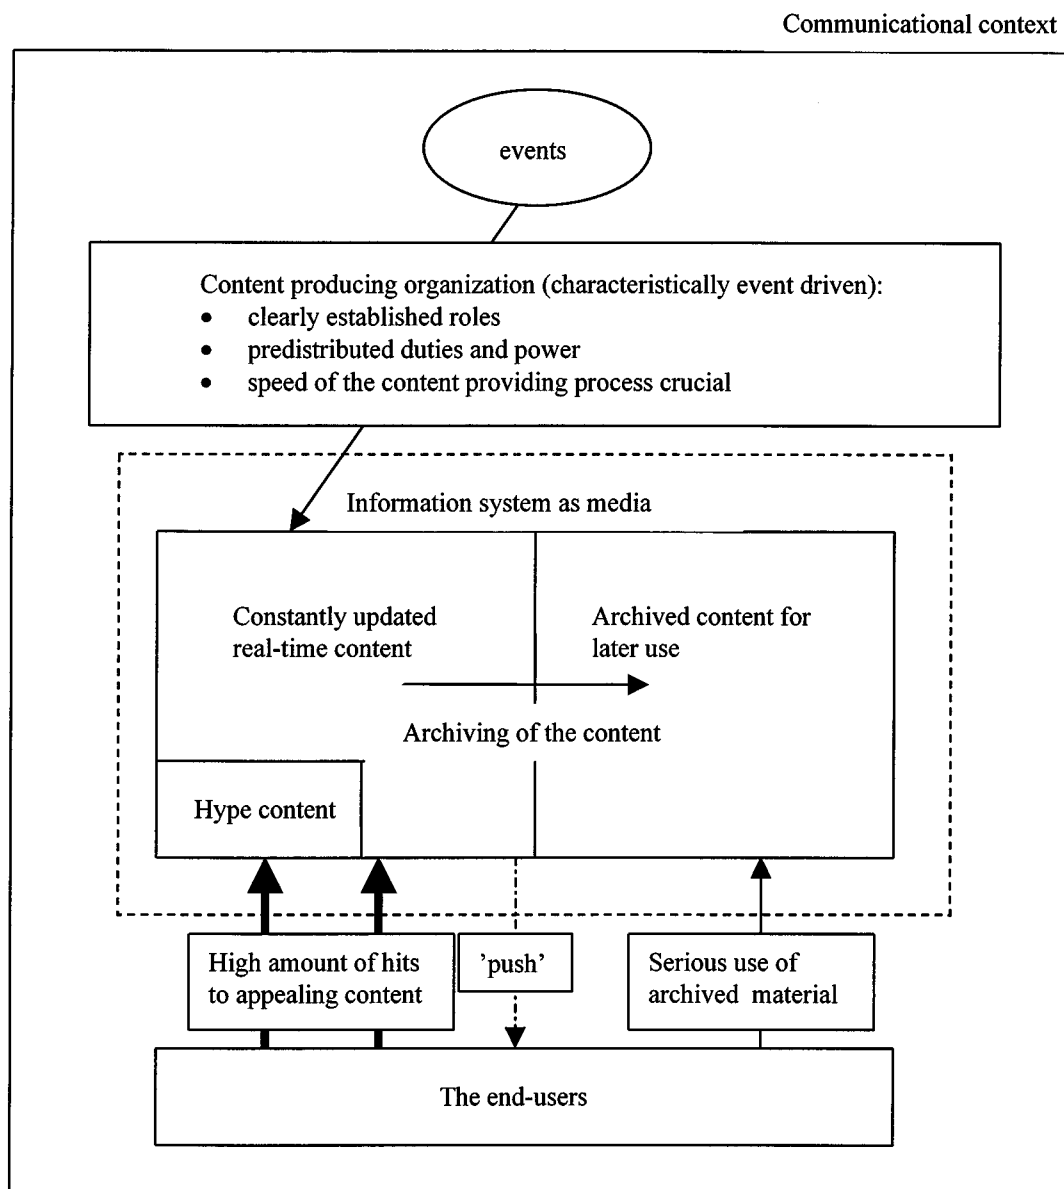 Communicational context
events
Content producing organization (characteristically event driven):
• clearly established roles
• predistributed duties and power
• speed of the content providing process crucial
Information system as media
Constantly updated
real-time content
Archived content for
later use
Archiving of the content
Hype content
High amount of hits
to appealing content
’push’
Serious use of
archived material
The end-users